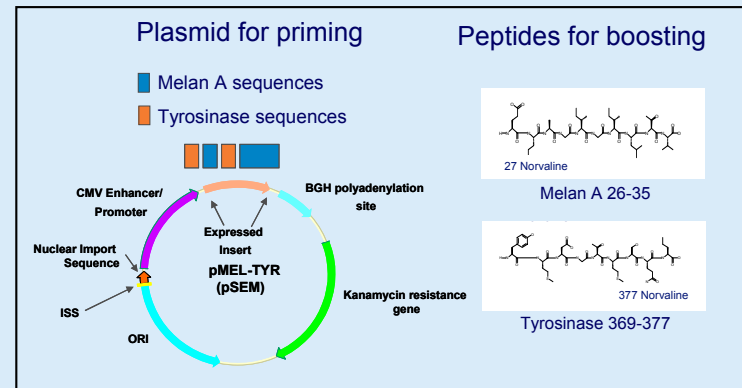 Plasmid for priming
Melan A sequences
Tyrosinase sequences
CMV Enhancer/
Promoter
Nuclear Import
Sequence
ISS
ORI
Expressed
Insert
pMEL-TYR
(pSEM)
BGH polyadenylation
site
Kanamycin resistance
gene
Peptides for boosting
27 Norvaline
Melan A 26-35
377 Norvaline
Tyrosinase 369-377